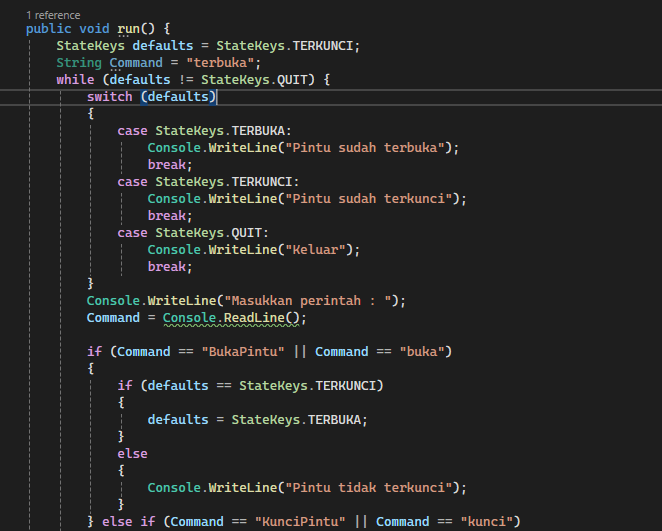 1 reference
public void run() {
    StateKeys defaults = StateKeys.TERKUNCI;
    String Command = "terbuka";
    while (defaults != StateKeys.QUIT) {
        switch (defaults)
        {
            case StateKeys.TERBUKA:
                Console.WriteLine("Pintu sudah terbuka");
                break;
            case StateKeys.TERKUNCI:
                Console.WriteLine("Pintu sudah terkunci");
                break;
            case StateKeys.QUIT:
                Console.WriteLine("Keluar");
                break;
        }
        Console.WriteLine("Masukkan perintah : ");
        Command = Console.ReadLine();
        if (Command == "BukaPintu" || Command == "buka")
        {
            if (defaults == StateKeys.TERKUNCI)
            {
                defaults = StateKeys.TERBUKA;
            }
            else
            {
                Console.WriteLine("Pintu tidak terkunci");
            }
        } else if (Command == "KunciPintu" || Command == "kunci")